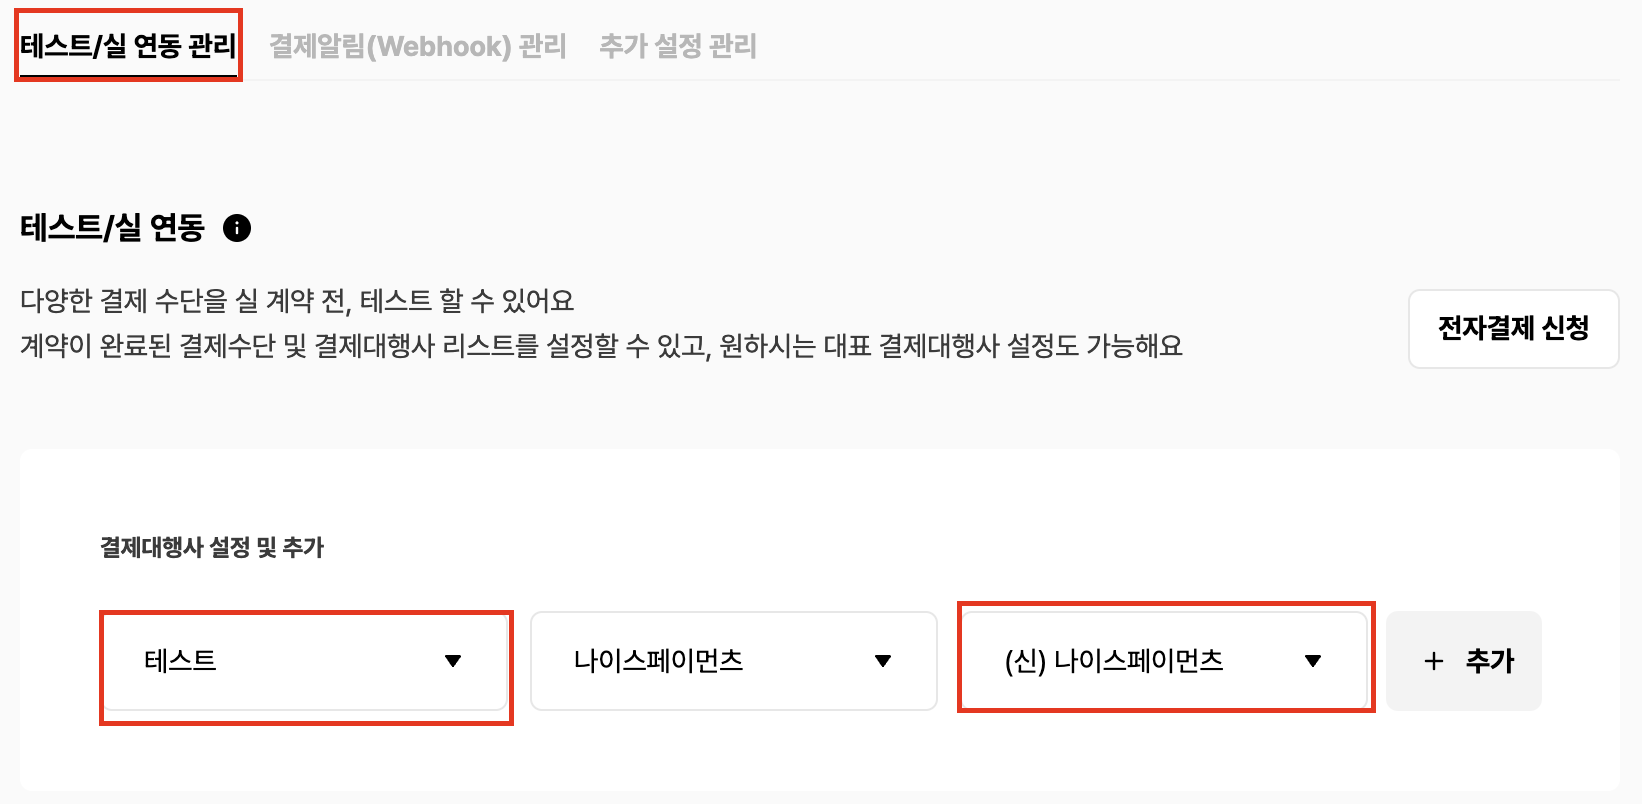 테스트/실 연동 관리 결제알림(Webhook) 관리 추가 설정 관리
테스트/실 연동
다양한 결제 수단을 실 계약 전, 테스트 할 수 있어요
계약이 완료된 결제수단 및 결제대행사 리스트를 설정할 수 있고, 원하시는 대표 결제대행사 설정도 가능해요
전자결제 신청
결제대행사 설정 및 추가
테스트 나이스페이먼츠 (신) 나이스페이먼츠 + 추가